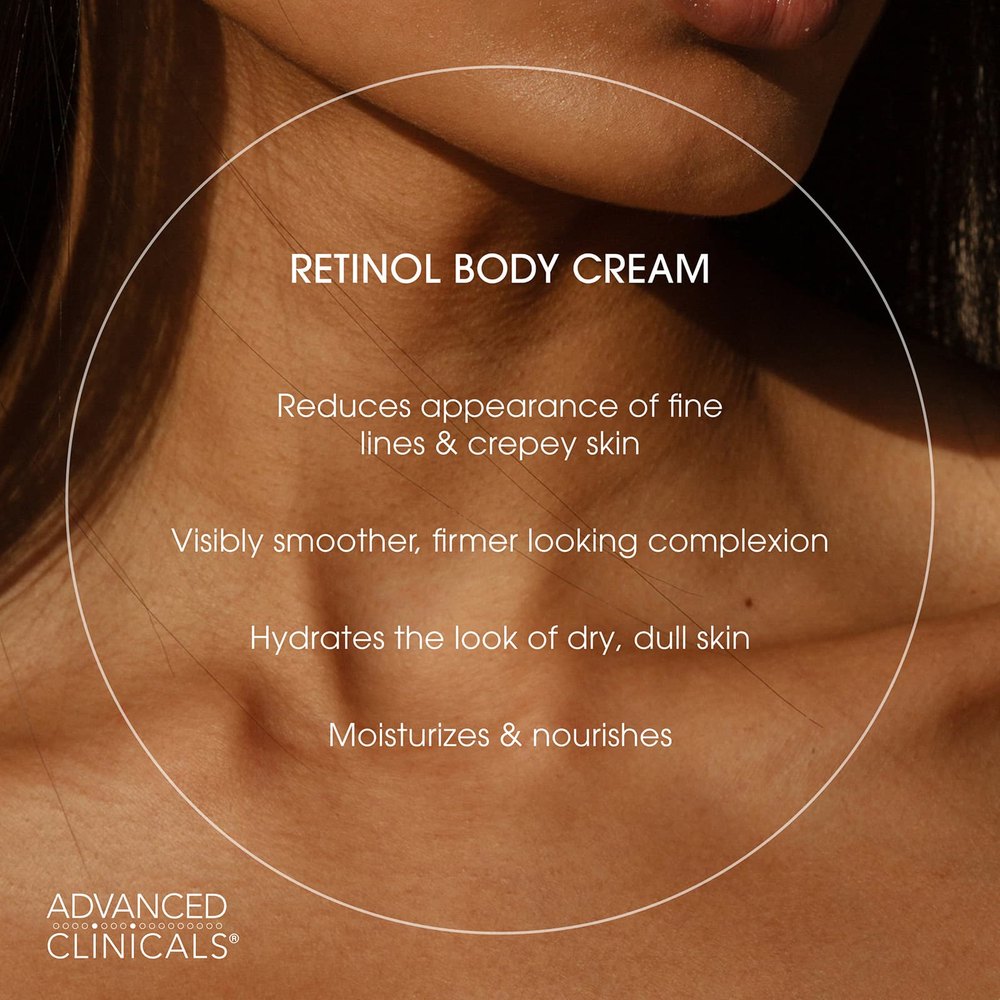 RETINOL BODY CREAM
Reduces appearance of fine
lines & crepey skin
Visibly smoother, firmer looking complexion
Hydrates the look of dry, dull skin
Moisturizes & nourishes
ADVANCED
CLINICALS®